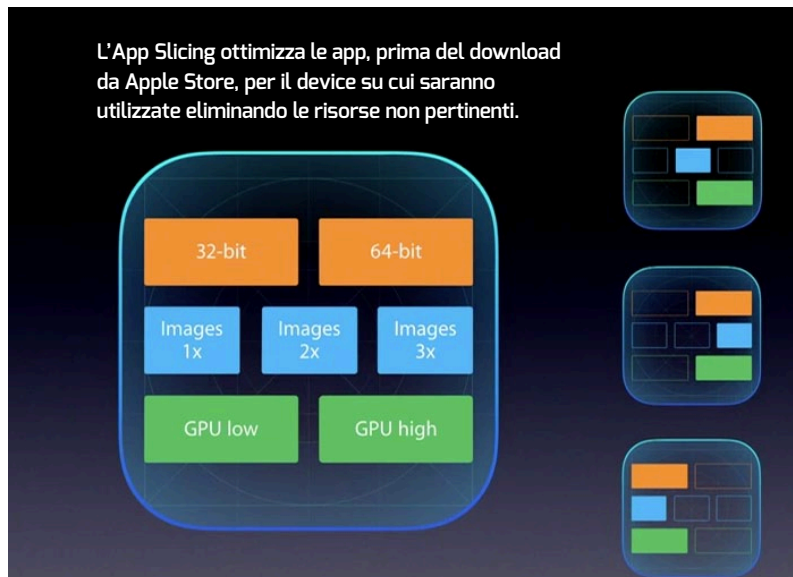 L'App Slicing ottimizza le app, prima del download
da Apple Store, per il device su cui saranno
utilizzate eliminando le risorse non pertinenti.
32-bit
64-bit
Images
1x
Images
2x
Images
3x
GPU low
GPU high